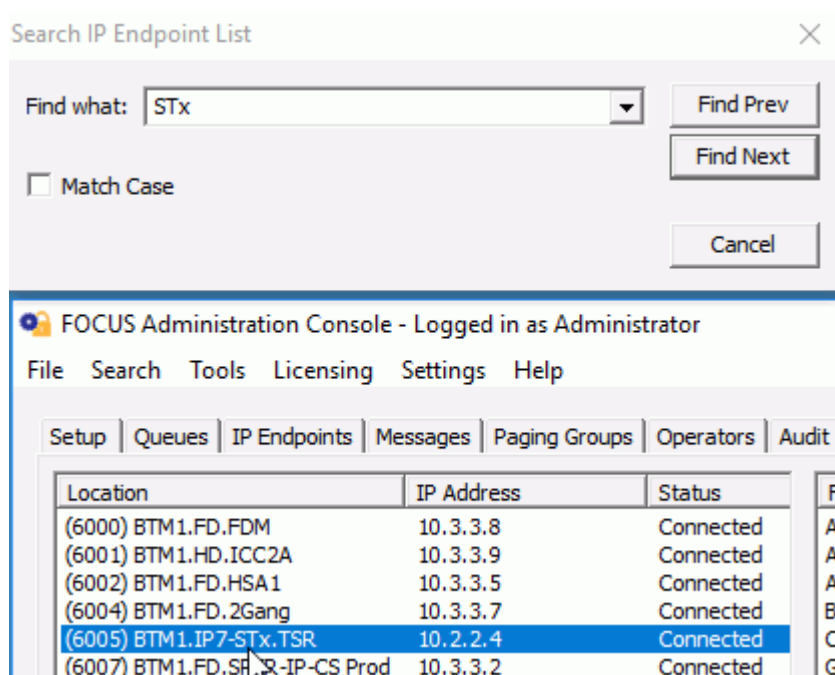 Search IP Endpoint List
Find what: STx
Find Prev
Find Next
Match Case
Cancel
FOCUS Administration Console - Logged in as Administrator
File Search Tools Licensing Settings Help
Setup Queues IP Endpoints Messages Paging Groups Operators Audit
Location IP Address Status
(6000) BTM1.FD.FDM 10.3.3.8 Connected
(6001) BTM1.HD.ICC2A 10.3.3.9 Connected
(6002) BTM1.FD.HSA1 10.3.3.5 Connected
(6004) BTM1.FD.2Gang 10.3.3.7 Connected
(6005) BTM1.IP7-STx.TSR 10.2.2.4 Connected
(6007) 10.3.3.2 Connected